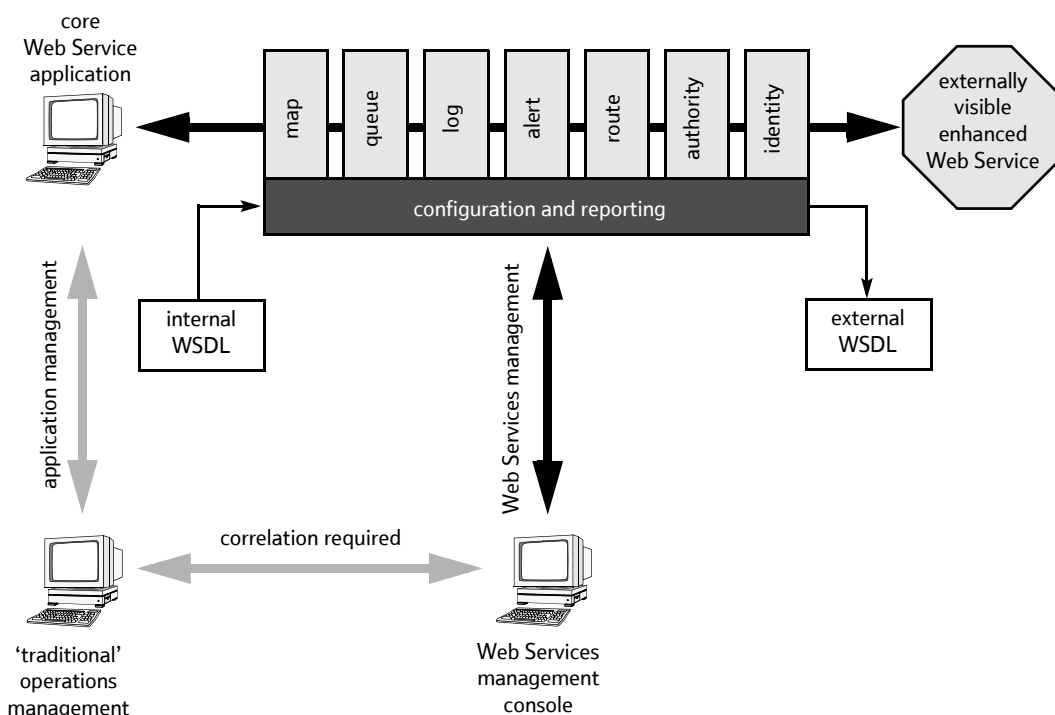 core
Web Service
application
map
queue
log
alert
route
authority
identity
externally
visible
enhanced
Web Service
configuration and reporting
internal
WSDL
external
WSDL
application management
Web Services management
correlation required
‘traditional’
operations
management
Web Services
management
console